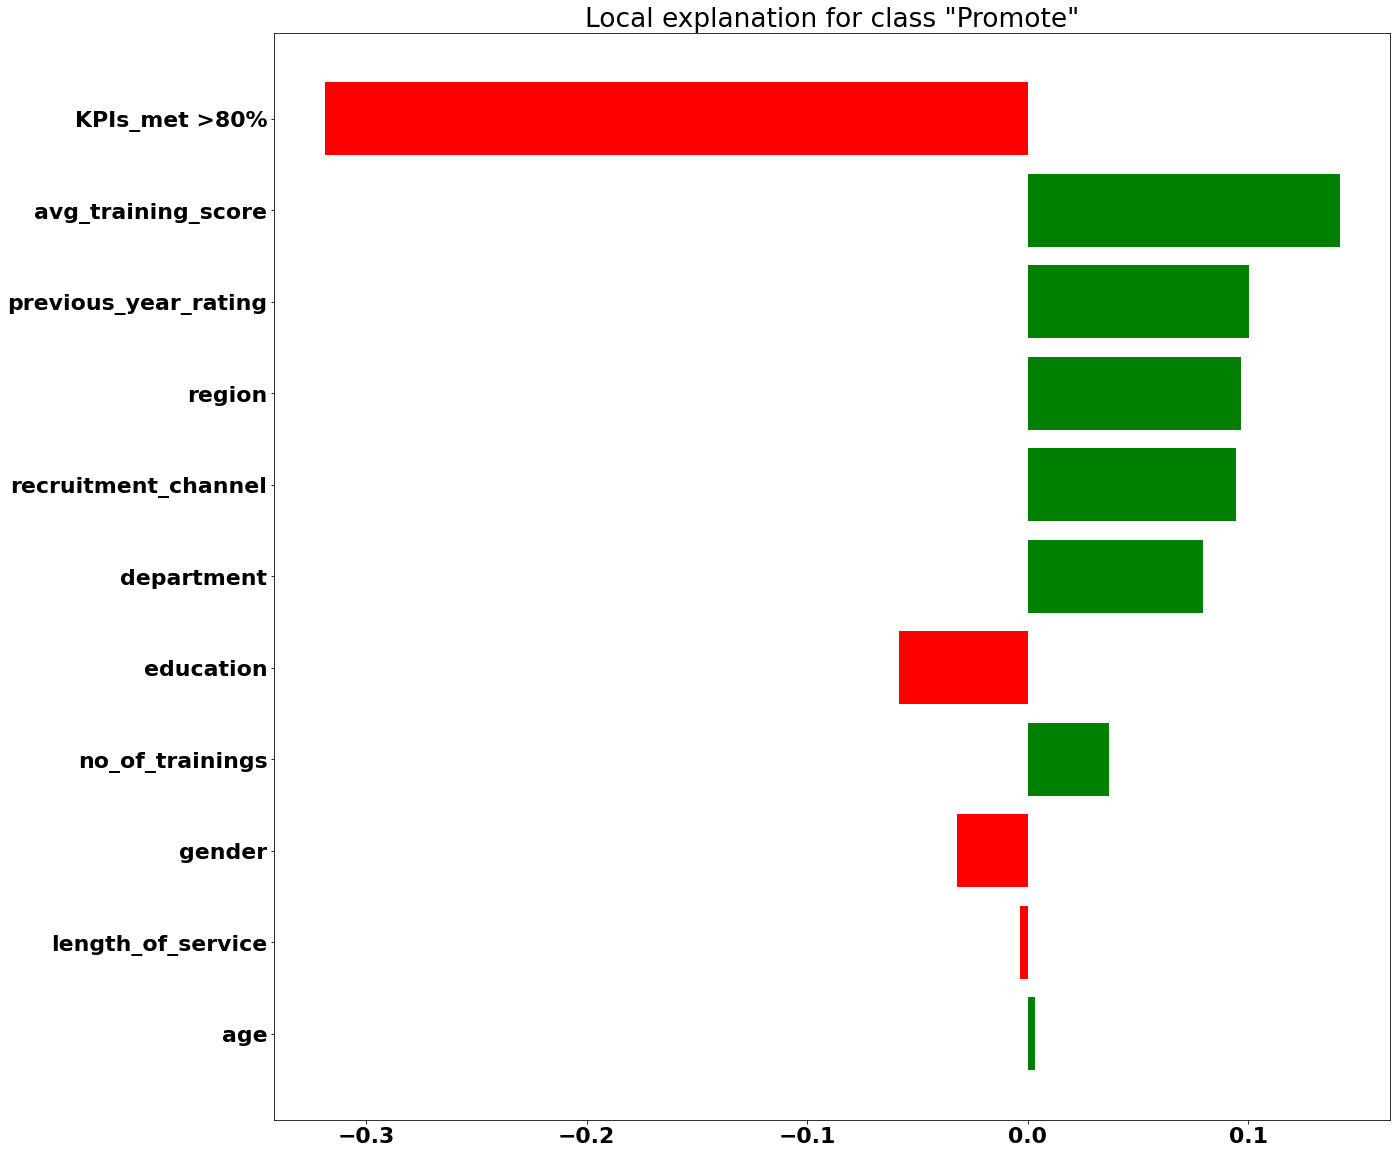 Local explanation for class "Promote"
KPIs_met >80%
avg_training_score
previous_year_rating
region
recruitment_channel
department
education
no_of_trainings
gender
length_of_service
age
−0.3 −0.2 −0.1 0.0 0.1